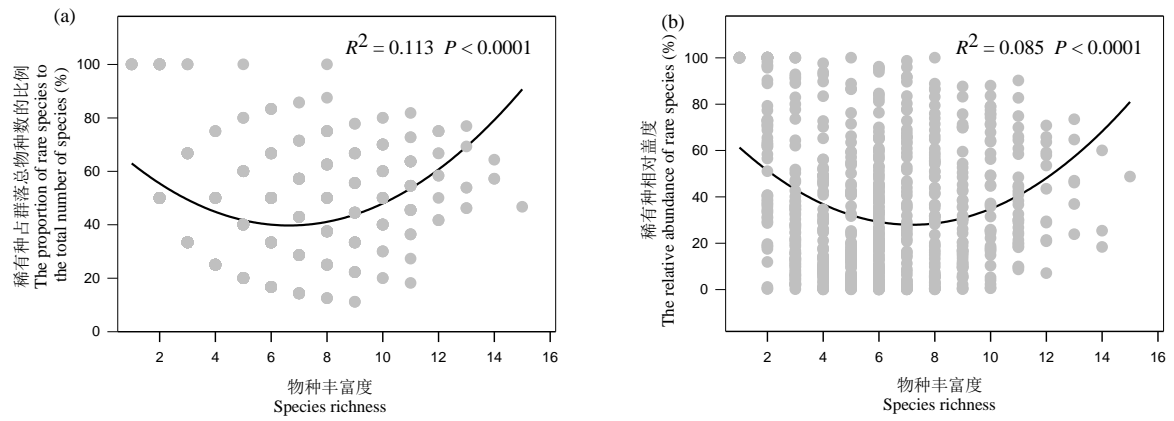 (a)
R² = 0.113 P < 0.0001
稀有种占群落总物种数的比例
The proportion of rare species to
the total number of species (%)
100
80
60
40
20
0
2 4 6 8 10 12 14 16
物种丰富度
Species richness
(b)
R² = 0.085 P < 0.0001
稀有种相对盖度
The relative abundance of rare species (%)
100
80
60
40
20
0
2 4 6 8 10 12 14 16
物种丰富度
Species richness